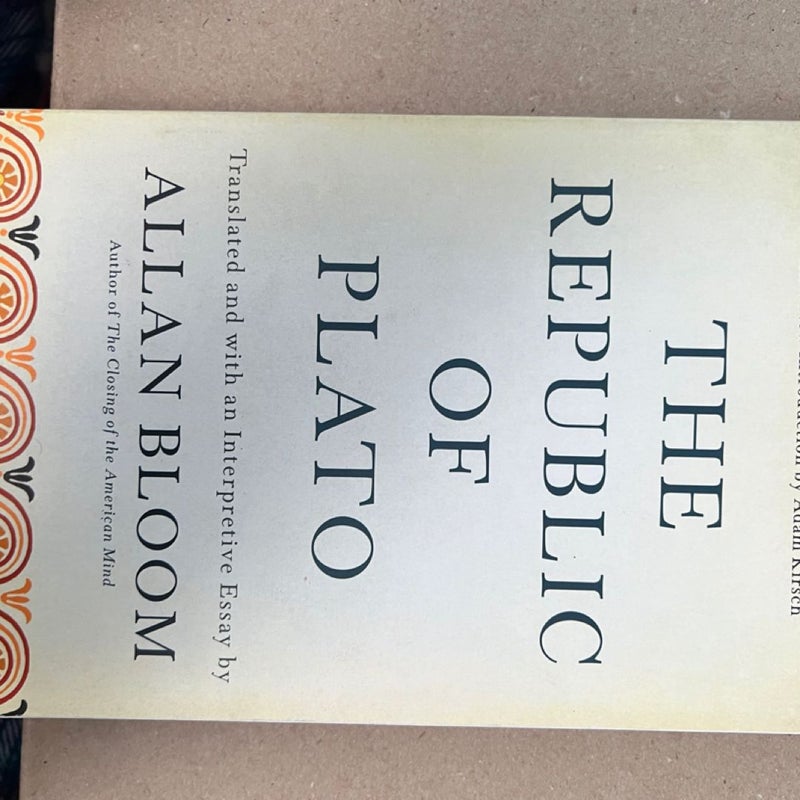 Introduction by Adam Kirsch
THE
REPUBLIC
OF
PLATO
Translated and with an Interpretive Essay by
ALLAN BLOOM
Author of The Closing of the American Mind